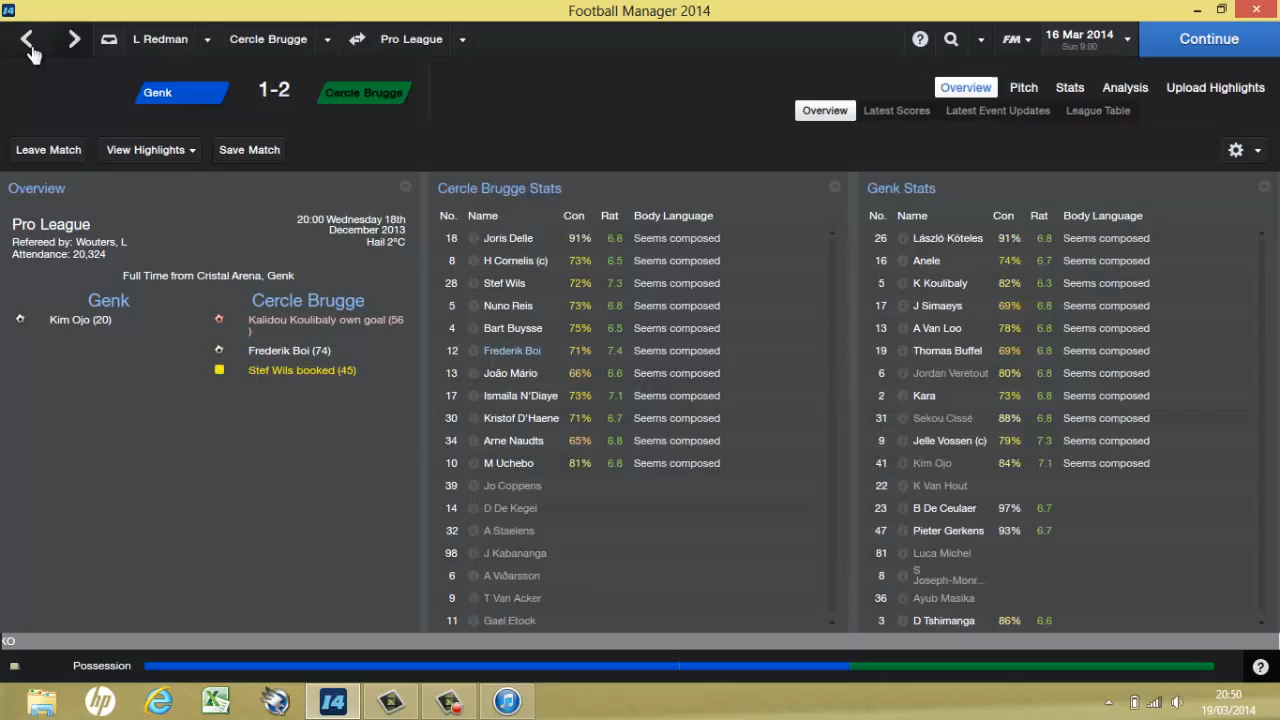 Football Manager 2014
L Redman
Cercle Brugge
Pro League
FM
16 Mar 2014
Sun 9:00
Continue
Genk
1-2
Cercle Brugge
Overview
Pitch
Stats
Analysis
Upload Highlights
Overview
Latest Scores
Latest Event Updates
League Table
Leave Match
View Highlights
Save Match
Overview
Pro League
Refereed by: Wouters, L
Attendance: 20,324
20:00 Wednesday 18th
December 2013
Hail 2°C
Full Time from Cristal Arena, Genk
Genk
Cercle Brugge
Kim Ojo (20)
Kalidou Koulibaly own goal (56
)
Frederik Boi (74)
Stef Wils booked (45)
Cercle Brugge Stats
No. Name Con Rat Body Language
18 Joris Delle 91% 6.8 Seems composed
8 H Cornelis (c) 73% 6.5 Seems composed
28 Stef Wils 72% 7.3 Seems composed
5 Nuno Reis 73% 6.8 Seems composed
4 Bart Buysse 75% 6.5 Seems composed
12 Frederik Boi 71% 7.4 Seems composed
13 João Mário 66% 6.6 Seems composed
17 Ismaïla N'Diaye 73% 7.1 Seems composed
30 Kristof D'Haene 71% 6.7 Seems composed
34 Arne Naudts 65% 6.8 Seems composed
10 M Uchebo 81% 6.8 Seems composed
39 Jo Coppens
14 D De Kegel
32 A Staelens
98 J Kabananga
6 A Viðarsson
9 T Van Acker
11 Gael Etock
Genk Stats
No. Name Con Rat Body Language
26 László Köteles 91% 6.8 Seems composed
16 Anele 74% 6.7 Seems composed
5 K Koulibaly 82% 6.3 Seems composed
17 J Simaeys 69% 6.8 Seems composed
13 A Van Loo 78% 6.8 Seems composed
19 Thomas Buffel 69% 6.8 Seems composed
6 Jordan Veretout 80% 6.8 Seems composed
2 Kara 73% 6.8 Seems composed
31 Sekou Cissé 88% 6.8 Seems composed
9 Jelle Vossen (c) 79% 7.3 Seems composed
41 Kim Ojo 84% 7.1 Seems composed
22 K Van Hout
23 B De Ceulaer 97% 6.7
47 Pieter Gerkens 93% 6.7
81 Luca Michel
8 S
Joseph-Monr...
36 Ayub Masika
3 D Tshimanga 86% 6.6
KO
Possession
20:50
19/03/2014